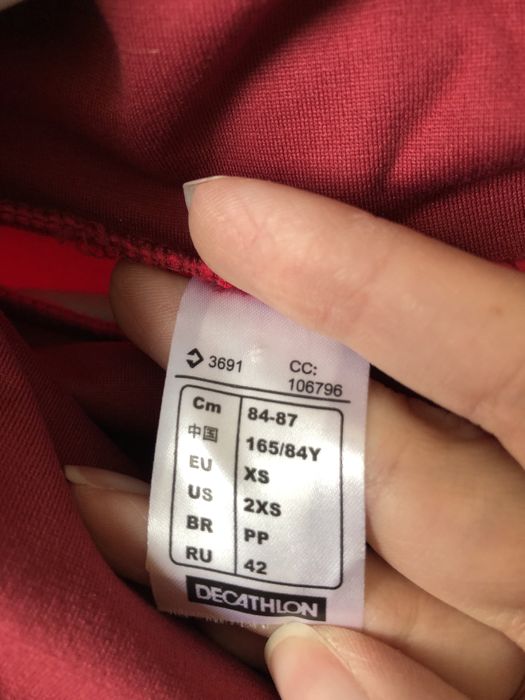 3691 CC:
106796
Cm 84-87
中国 165/84Y
EU XS
US 2XS
BR PP
RU 42
DECATHLON